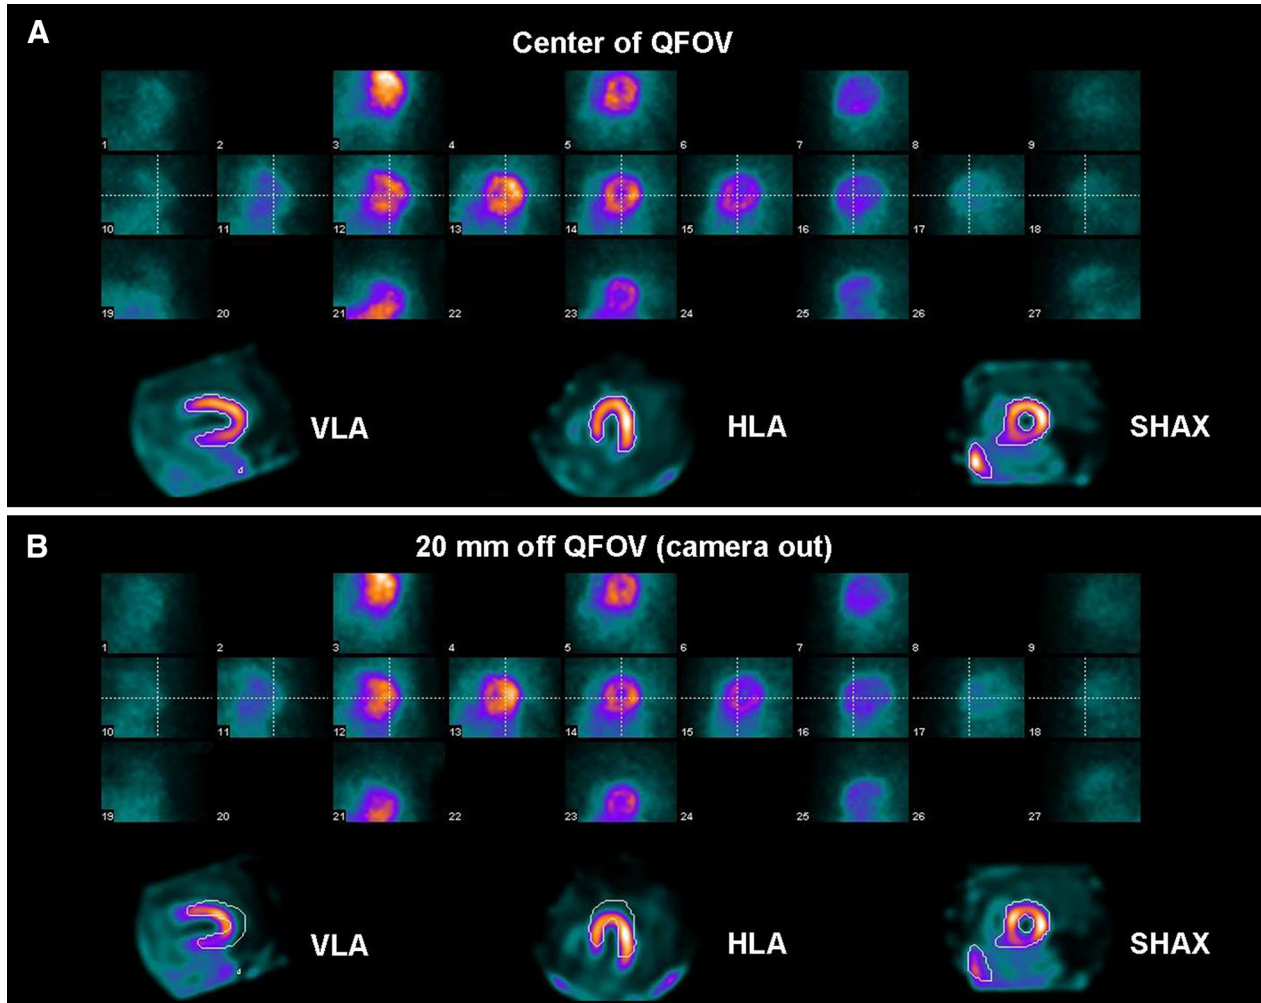 A
Center of QFOV
1 2 3 4 5 6 7 8 9
10 11 12 13 14 15 16 17 18
19 20 21 22 23 24 25 26 27
VLA HLA SHAX
B
20 mm off QFOV (camera out)
1 2 3 4 5 6 7 8 9
10 11 12 13 14 15 16 17 18
19 20 21 22 23 24 25 26 27
VLA HLA SHAX